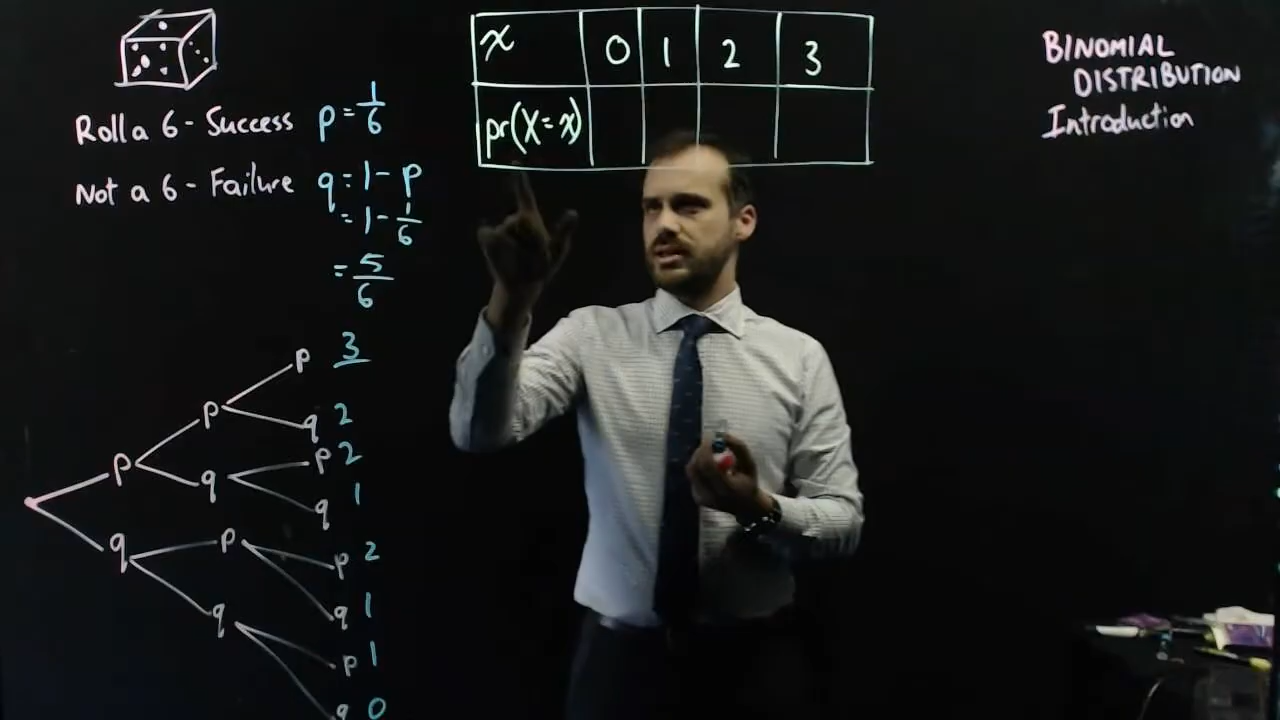 x 0 1 2 3
pr(X=x)
BINOMIAL
DISTRIBUTION
Introduction
Roll a 6 - Success p = 1/6
Not a 6 - Failure q = 1 - p
= 1 - 1/6
= 5/6
p 3
p
q 2
p 2
p
q
q 1
q
p
p 2
q 1
q
p 1
q 0